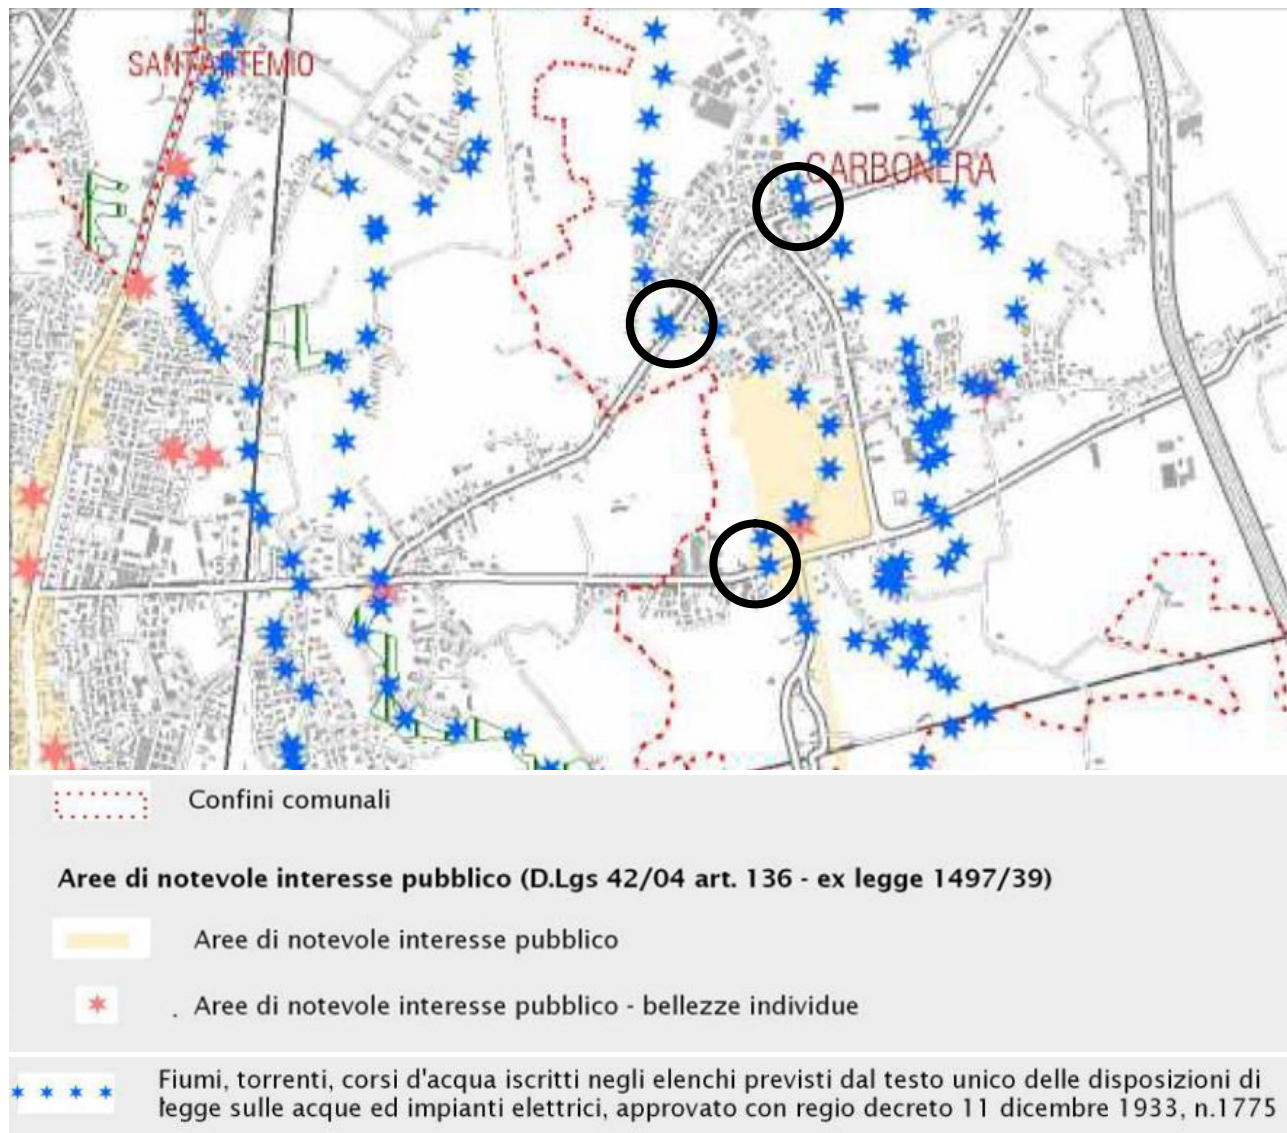 SANT'ARTEMIO
CARBONERA
Confini comunali
Aree di notevole interesse pubblico (D.Lgs 42/04 art. 136 - ex legge 1497/39)
Aree di notevole interesse pubblico
. Aree di notevole interesse pubblico - bellezze individue
Fiumi, torrenti, corsi d'acqua iscritti negli elenchi previsti dal testo unico delle disposizioni di
legge sulle acque ed impianti elettrici, approvato con regio decreto 11 dicembre 1933, n.1775